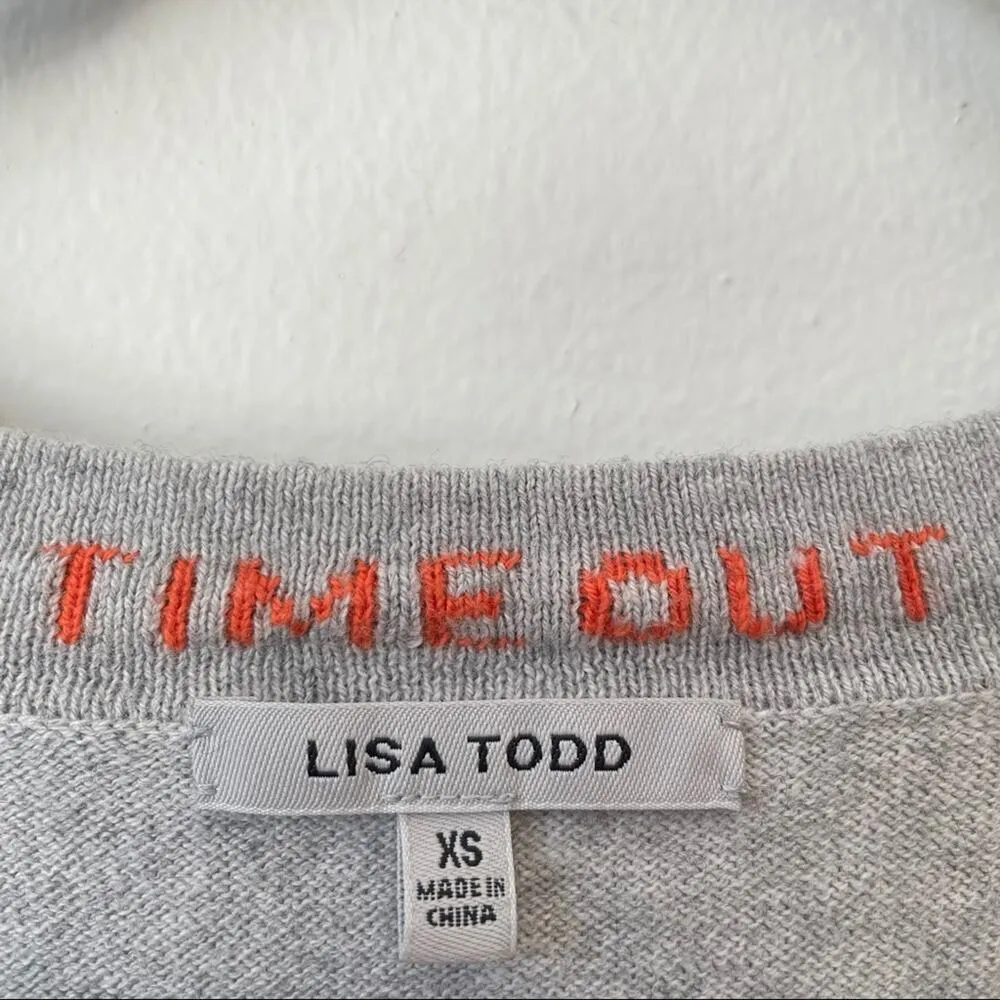 TIME OUT
LISA TODD
XS
MADE IN
CHINA